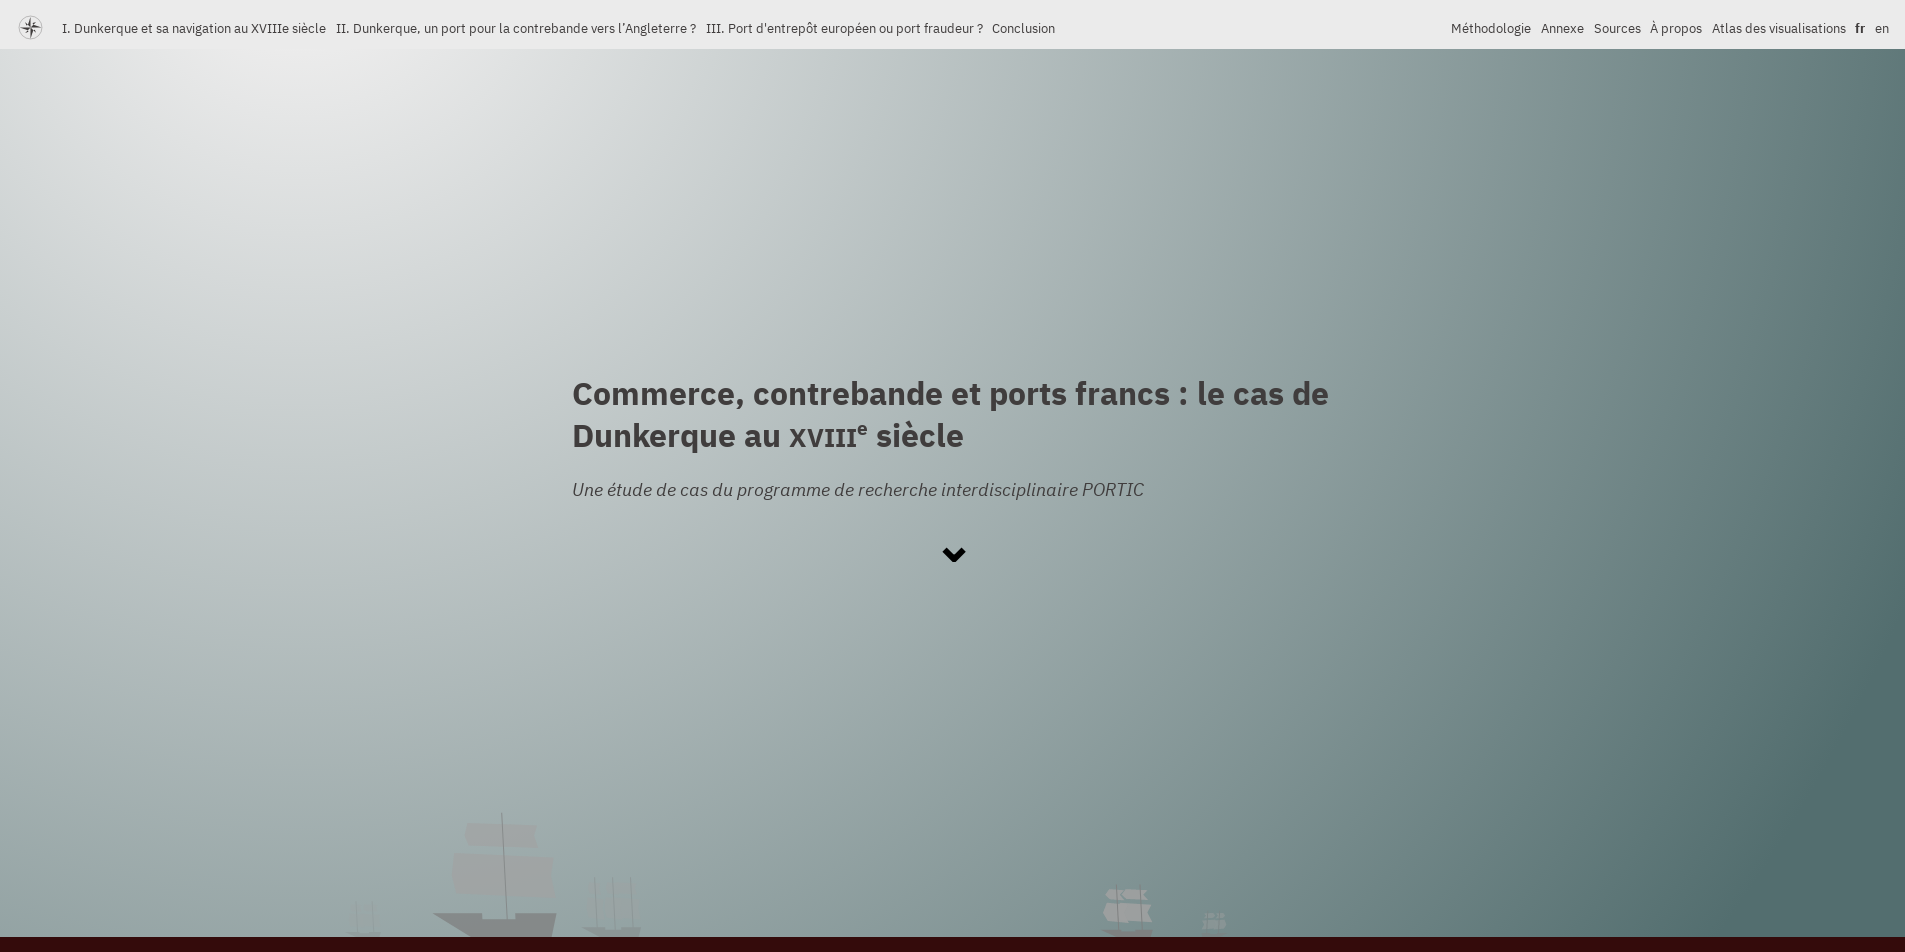 I. Dunkerque et sa navigation au XVIIIe siècle II. Dunkerque, un port pour la contrebande vers l’Angleterre ? III. Port d'entrepôt européen ou port fraudeur ? Conclusion Méthodologie Annexe Sources À propos Atlas des visualisations fr en
Commerce, contrebande et ports francs : le cas de
Dunkerque au XVIIIe siècle
Une étude de cas du programme de recherche interdisciplinaire PORTIC